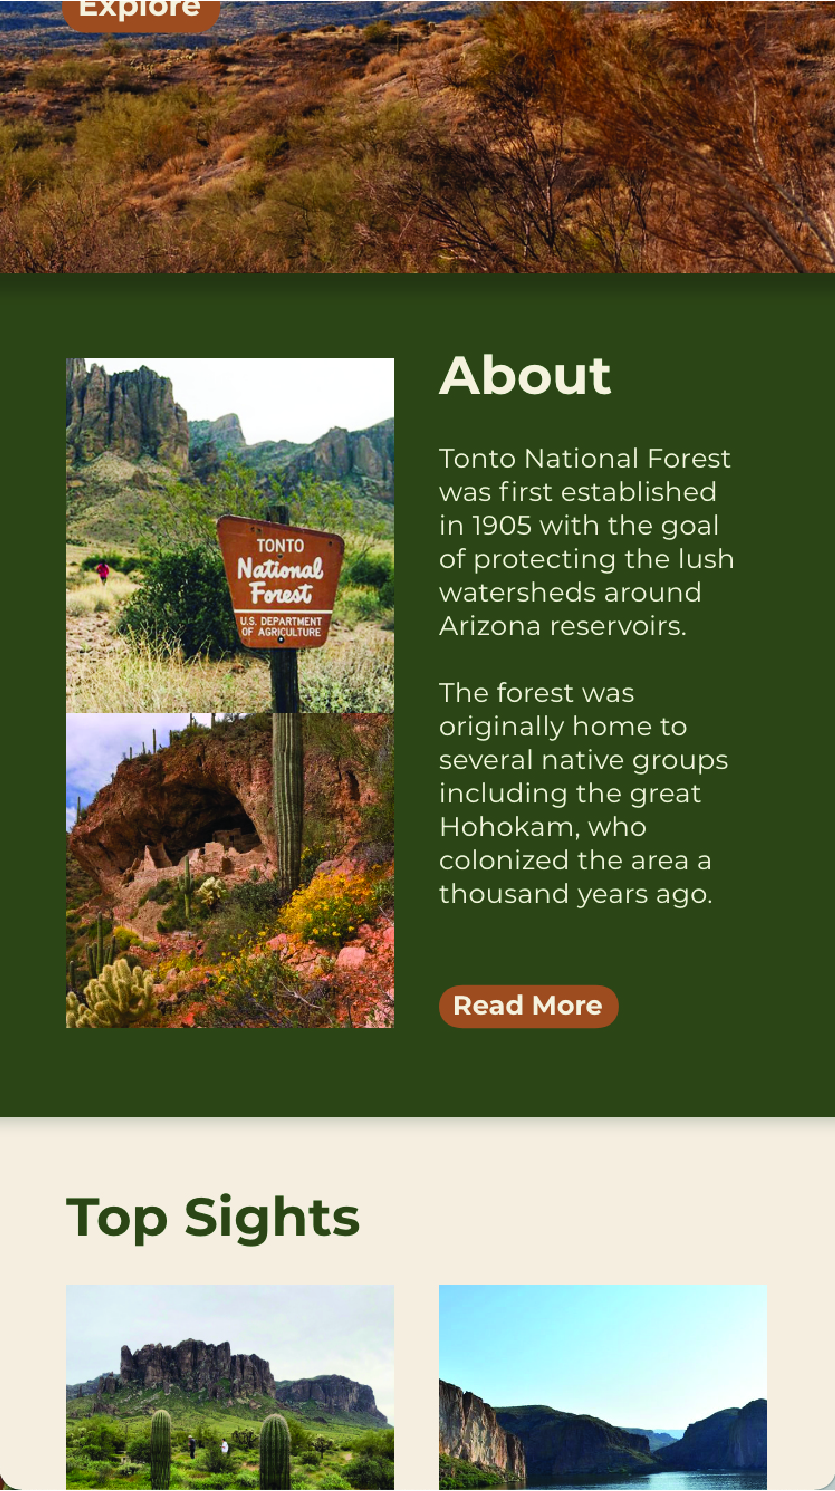 Explore
TONTO
National
Forest
U.S. DEPARTMENT
OF AGRICULTURE
About
Tonto National Forest
was first established
in 1905 with the goal
of protecting the lush
watersheds around
Arizona reservoirs.
The forest was
originally home to
several native groups
including the great
Hohokam, who
colonized the area a
thousand years ago.
Read More
Top Sights